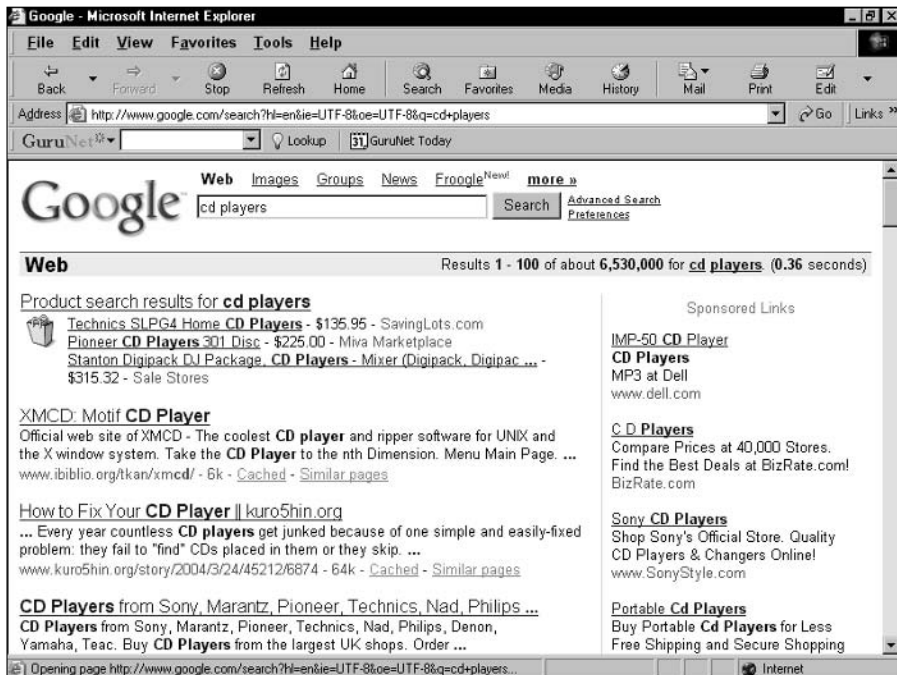 Google - Microsoft Internet Explorer
File Edit View Favorites Tools Help
Back Forward Stop Refresh Home Search Favorites Media History Mail Print Edit
Address http://www.google.com/search?hl=en&ie=UTF-8&oe=UTF-8&q=cd+players Go Links »
GuruNet Lookup 31 GuruNet Today
Web Images Groups News Froogle New! more »
Google™ cd players Search Advanced Search
Preferences
Web Results 1 - 100 of about 6,530,000 for cd players. (0.36 seconds)
Product search results for cd players
Technics SLPG4 Home CD Players - $135.95 - SavingLots.com
Pioneer CD Players 301 Disc - $225.00 - Miva Marketplace
Stanton Digipack DJ Package, CD Players - Mixer (Digipack, Digipac ... -
$315.32 - Sale Stores
XMCD: Motif CD Player
Official web site of XMCD - The coolest CD player and ripper software for UNIX and
the X window system. Take the CD Player to the nth Dimension. Menu Main Page. ...
www.ibiblio.org/tkan/xmcd/ - 6k - Cached - Similar pages
How to Fix Your CD Player || kuro5hin.org
... Every year countless CD players get junked because of one simple and easily-fixed
problem: they fail to "find" CDs placed in them or they skip. ...
www.kuro5hin.org/story/2004/3/24/45212/6874 - 64k - Cached - Similar pages
CD Players from Sony, Marantz, Pioneer, Technics, Nad, Philips ...
CD Players from Sony, Marantz, Pioneer, Technics, Nad, Philips, Denon,
Yamaha, Teac. Buy CD Players from the largest UK shops. Order ...
Sponsored Links
IMP-50 CD Player
CD Players
MP3 at Dell
www.dell.com
C D Players
Compare Prices at 40,000 Stores.
Find the Best Deals at BizRate.com!
BizRate.com
Sony CD Players
Shop Sony's Official Store. Quality
CD Players & Changers Online!
www.SonyStyle.com
Portable Cd Players
Buy Portable Cd Players for Less
Free Shipping and Secure Shopping
Opening page http://www.google.com/search?hl=en&ie=UTF-8&oe=UTF-8&q=cd+players... Internet